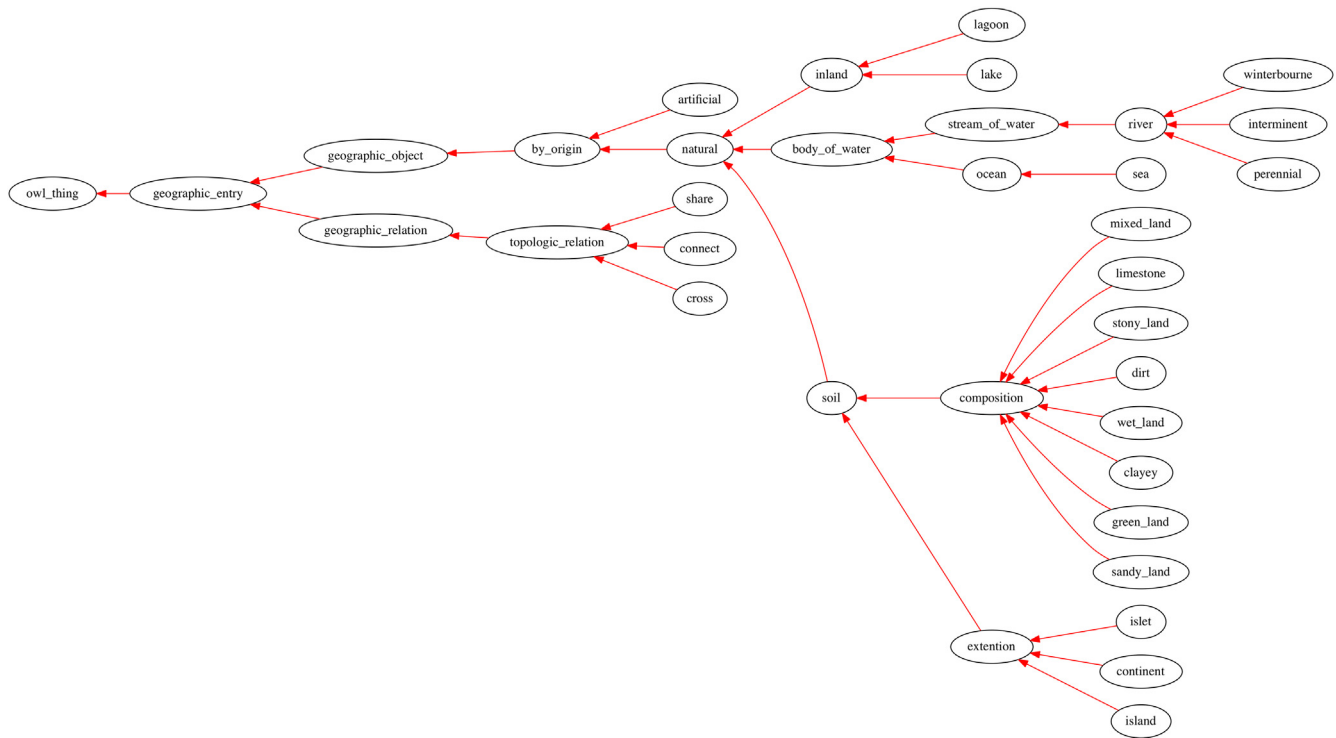 lagoon
inland
lake
winterbourne
artificial
stream_of_water
river
interminent
geographic_object
by_origin
natural
body_of_water
ocean
sea
perennial
owl_thing
geographic_entry
share
geographic_relation
topologic_relation
connect
cross
mixed_land
limestone
stony_land
dirt
soil
composition
wet_land
clayey
green_land
sandy_land
islet
extention
continent
island